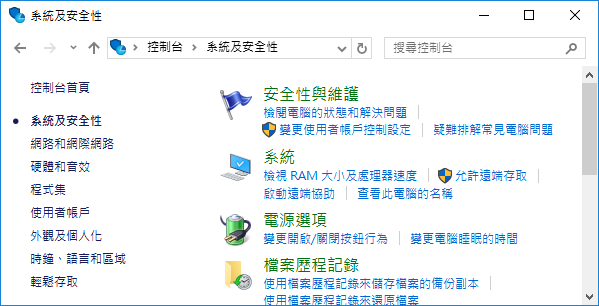 系統及安全性
控制台 系統及安全性
搜尋控制台
控制台首頁
系統及安全性
網路和網際網路
硬體和音效
程式集
使用者帳戶
外觀及個人化
時鐘、語言和區域
輕鬆存取
安全性與維護
檢閱電腦的狀態和解決問題
變更使用者帳戶控制設定 疑難排解常見電腦問題
系統
檢視 RAM 大小及處理器速度 允許遠端存取
啟動遠端協助 查看此電腦的名稱
電源選項
變更開啟/關閉按鈕行為 變更電腦睡眠的時間
檔案歷程記錄
使用檔案歷程記錄來儲存檔案的備份副本
使用檔案歷程記錄來還原檔案